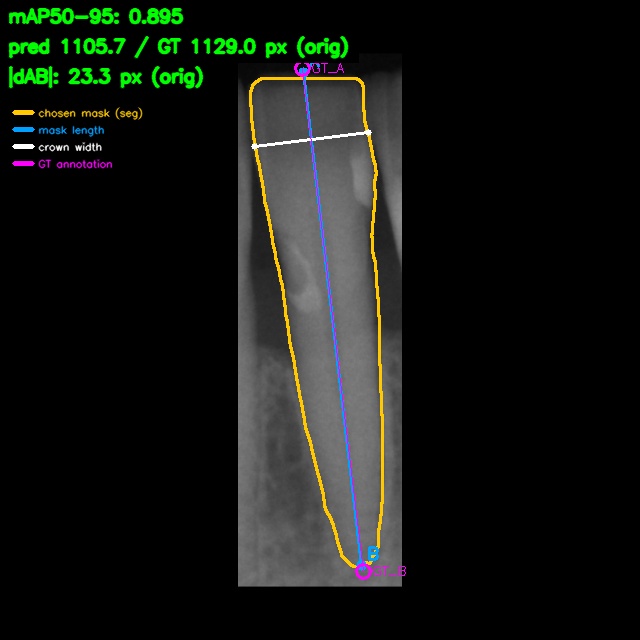 mAP50-95: 0.895
pred 1105.7 / GT 1129.0 px (orig)
|dAB|: 23.3 px (orig)
chosen mask (seg)
mask length
crown width
GT annotation
GT_A
B
GT_B